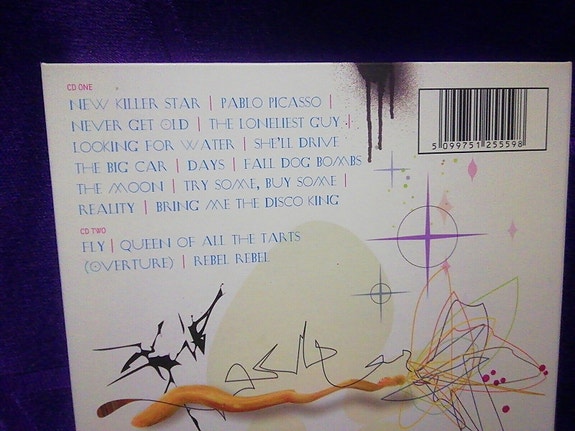 CD ONE
NEW KILLER STAR | PABLO PICASSO |
NEVER GET OLD | THE LONELIEST GUY |
LOOKING FOR WATER | SHE'LL DRIVE
THE BIG CAR | DAYS | FALL DOG BOMBS
THE MOON | TRY SOME, BUY SOME |
REALITY | BRING ME THE DISCO KING
CD TWO
FLY | QUEEN OF ALL THE TARTS
(OVERTURE) | REBEL REBEL
5 099751 255598